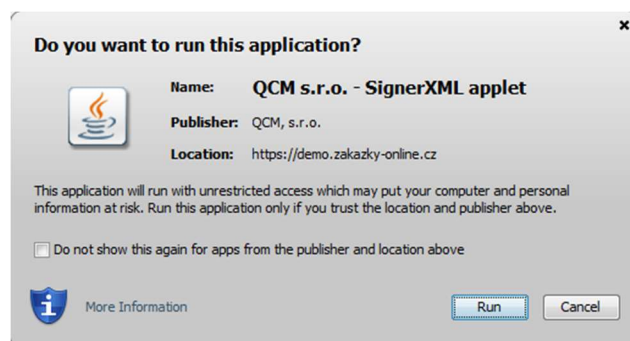 Do you want to run this application?
Name: QCM s.r.o. - SignerXML applet
Publisher: QCM, s.r.o.
Location: https://demo.zakazky-online.cz
This application will run with unrestricted access which may put your computer and personal
information at risk. Run this application only if you trust the location and publisher above.
Do not show this again for apps from the publisher and location above
More Information
Run
Cancel